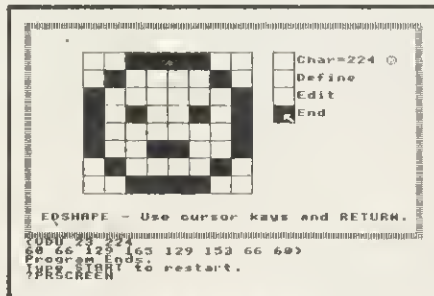 Char=224
Define
Edit
End
EDSHAPE - Use cursor keys and RETURN.
(VDU 23 224
60 66 129 165 129 153 66 60)
Program Ends.
Type START to restart.
?PRSCREEN